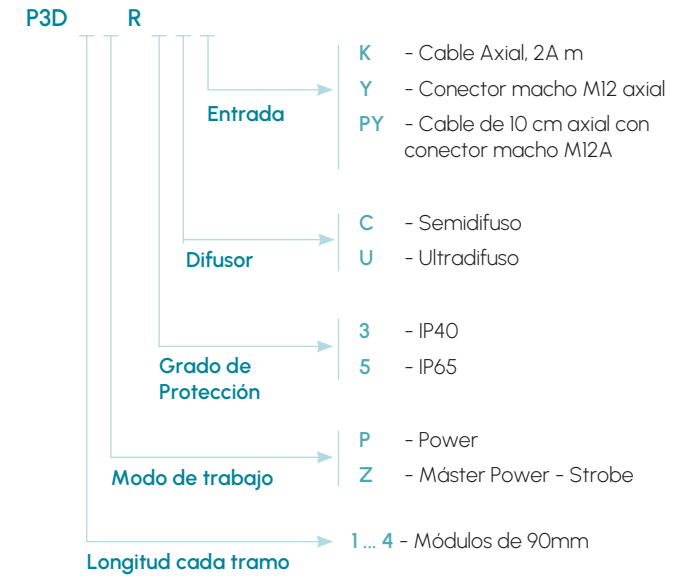 P3D R
K - Cable Axial, 2A m
Y - Conector macho M12 axial
PY - Cable de 10 cm axial con
conector macho M12A
Entrada
C - Semidifuso
U - Ultradifuso
Difusor
3 - IP40
5 - IP65
Grado de
Protección
P - Power
Z - Máster Power - Strobe
Modo de trabajo
1 ... 4 - Módulos de 90mm
Longitud cada tramo